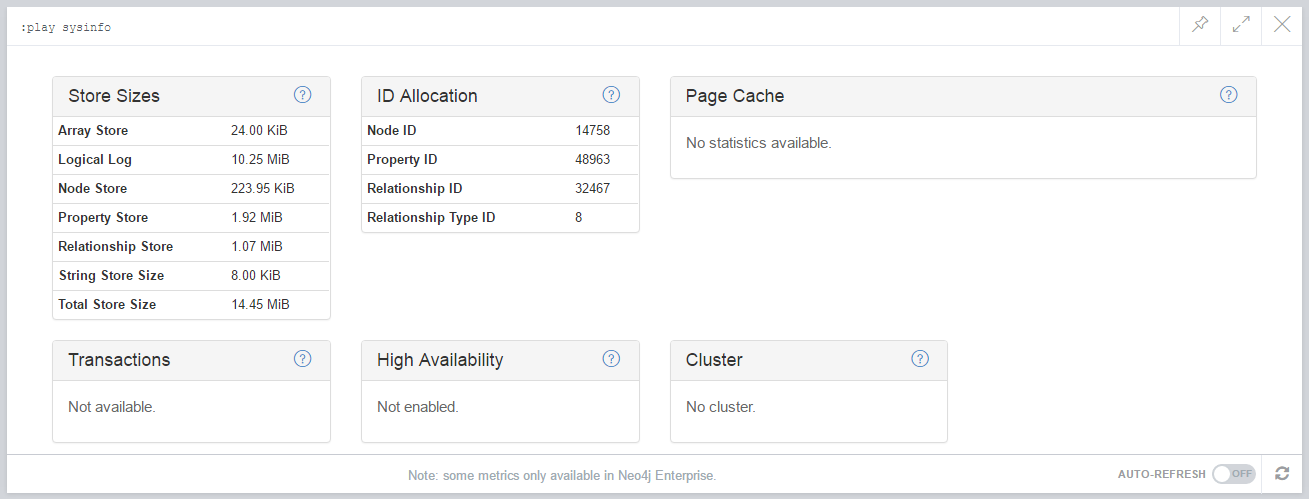 :play sysinfo
Store Sizes ?
Array Store 24.00 KiB
Logical Log 10.25 MiB
Node Store 223.95 KiB
Property Store 1.92 MiB
Relationship Store 1.07 MiB
String Store Size 8.00 KiB
Total Store Size 14.45 MiB
ID Allocation ?
Node ID 14758
Property ID 48963
Relationship ID 32467
Relationship Type ID 8
Page Cache ?
No statistics available.
Transactions ?
Not available.
High Availability ?
Not enabled.
Cluster ?
No cluster.
Note: some metrics only available in Neo4j Enterprise.
AUTO-REFRESH OFF